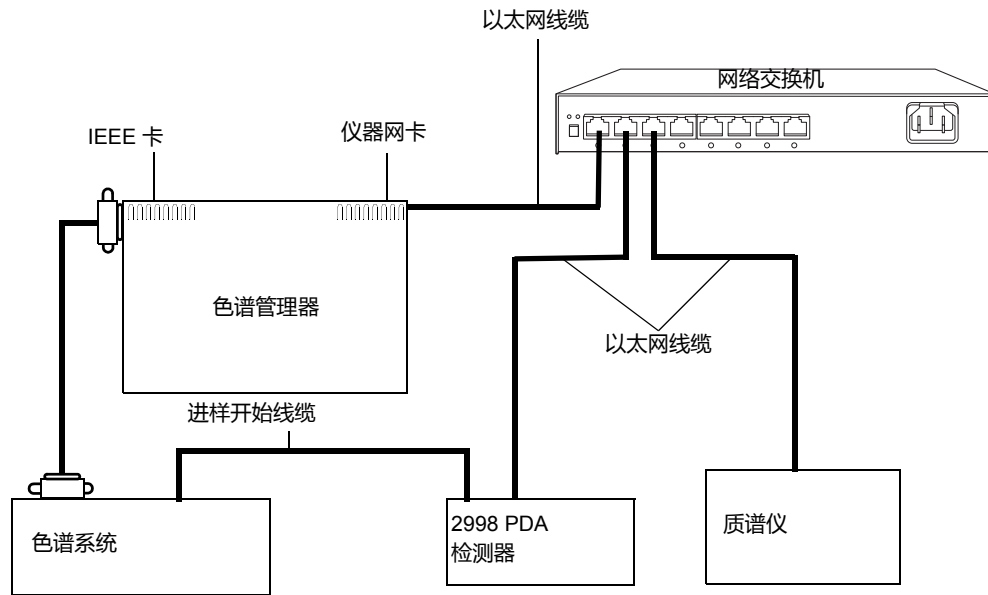 以太网线缆
网络交换机
IEEE 卡
仪器网卡
色谱管理器
以太网线缆
进样开始线缆
色谱系统
2998 PDA
检测器
质谱仪